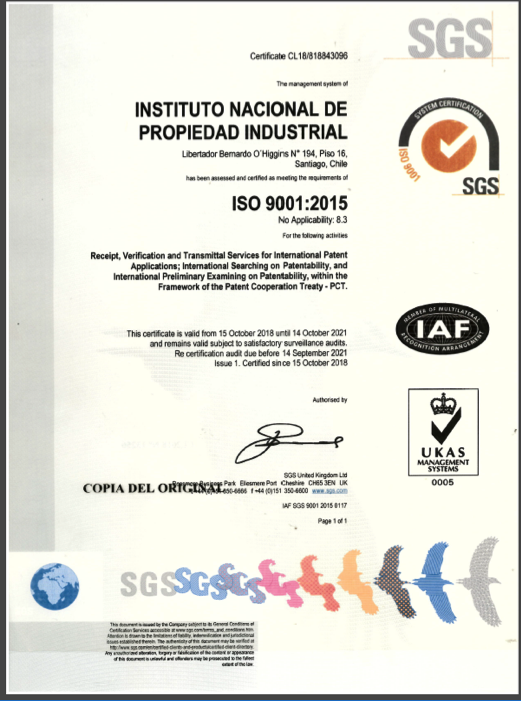 SGS
Certificate CL18/818843096
The management system of
INSTITUTO NACIONAL DE
PROPIEDAD INDUSTRIAL
Libertador Bernardo O´Higgins N° 194, Piso 16,
Santiago, Chile
has been assessed and certified as meeting the requirements of
ISO 9001:2015
No Applicability: 8.3
For the following activities
Receipt, Verification and Transmittal Services for International Patent
Applications; International Searching on Patentability, and
International Preliminary Examining on Patentability, within the
Framework of the Patent Cooperation Treaty - PCT.
This certificate is valid from 15 October 2018 until 14 October 2021
and remains valid subject to satisfactory surveillance audits.
Re certification audit due before 14 September 2021
Issue 1. Certified since 15 October 2018
Authorised by
SGS United Kingdom Ltd
Business Park Ellesmere Port Cheshire CH65 3EN UK
350-6666 f +44 (0)151 350-6600 www.sgs.com
COPIA DEL ORIGINAL
IAF SGS 9001 2015 0117
Page 1 of 1
SYSTEM CERTIFICATION
ISO 9001
SGS
MEMBER OF MULTILATERAL
IAF
RECOGNITION ARRANGEMENT
UKAS
MANAGEMENT
SYSTEMS
0005
SGS SGS SGS
This document is issued by the Company subject to its General Conditions of
Certification Services accessible at www.sgs.com/terms_and_conditions.htm.
Attention is drawn to the limitations of liability, indemnification and jurisdictional
issues established therein. The authenticity of this document may be verified at
http://www.sgs.com/en/certified-clients-and-products/certified-client-directory.
Any unauthorized alteration, forgery or falsification of the content or appearance
of this document is unlawful and offenders may be prosecuted to the fullest
extent of the law.